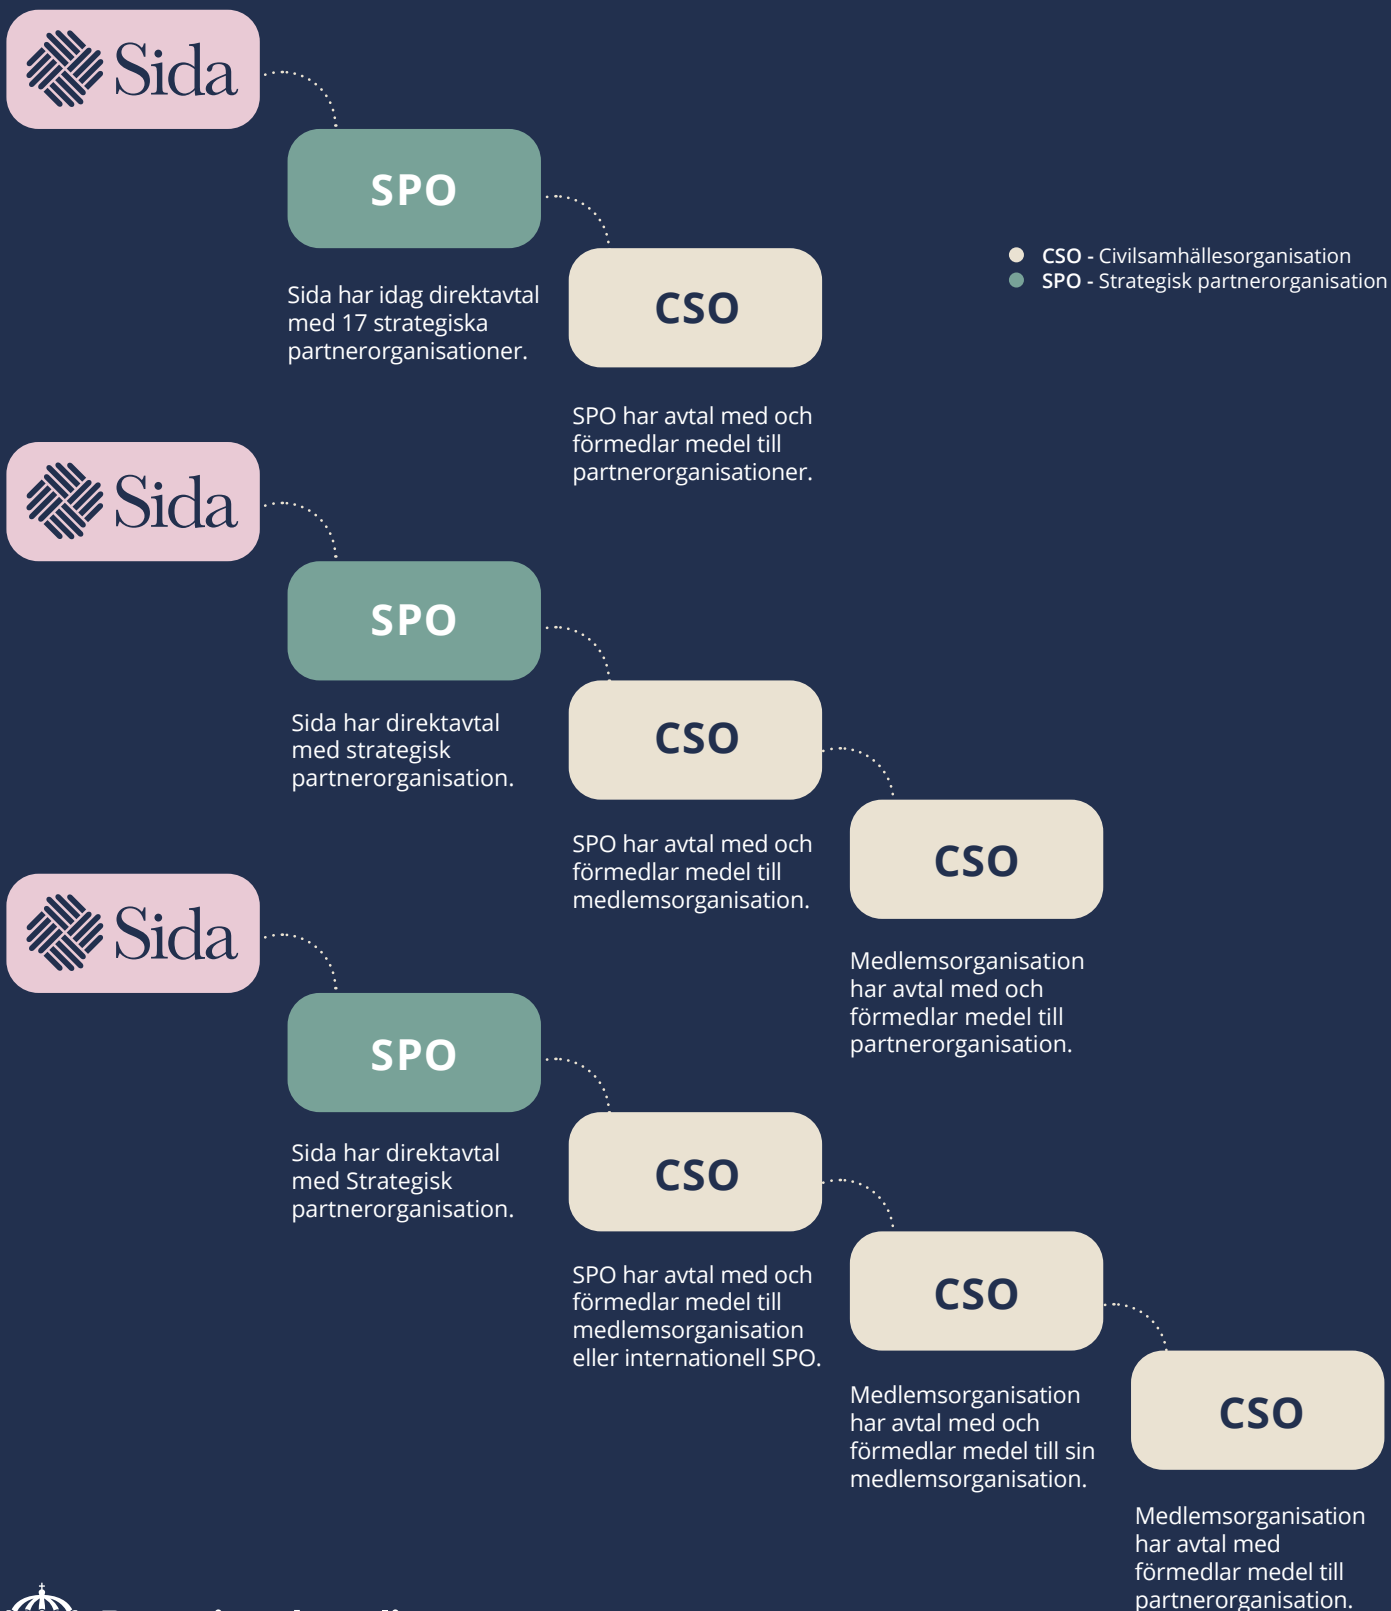 Sida
SPO
Sida har idag direktavtal
med 17 strategiska
partnerorganisationer.
CSO
SPO har avtal med och
förmedlar medel till
partnerorganisationer.
CSO - Civilsamhällesorganisation
SPO - Strategisk partnerorganisation
Sida
SPO
Sida har direktavtal
med strategisk
partnerorganisation.
CSO
SPO har avtal med och
förmedlar medel till
medlemsorganisation.
CSO
Medlemsorganisation
har avtal med och
förmedlar medel till
partnerorganisation.
Sida
SPO
Sida har direktavtal
med Strategisk
partnerorganisation.
CSO
SPO har avtal med och
förmedlar medel till
medlemsorganisation
eller internationell SPO.
CSO
Medlemsorganisation
har avtal med och
förmedlar medel till sin
medlemsorganisation.
CSO
Medlemsorganisation
har avtal med
förmedlar medel till
partnerorganisation.